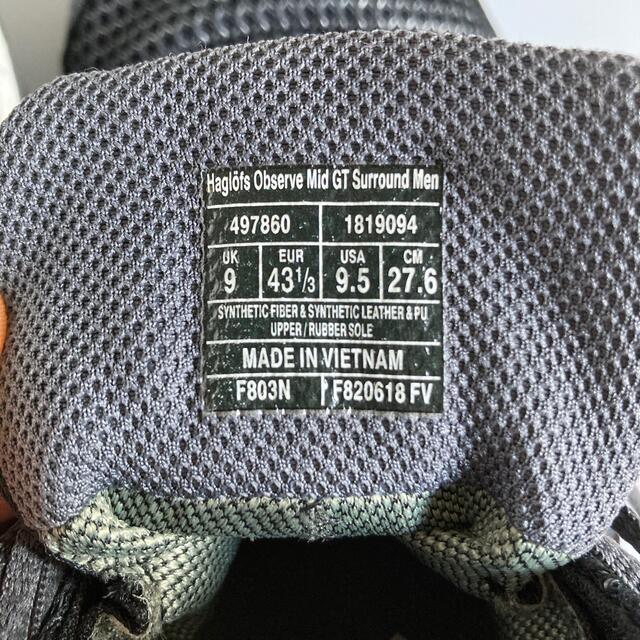 Haglöfs Observe Mid GT Surround Men
497860 1819094
UK EUR USA CM
9 43 1/3 9.5 27.6
SYNTHETIC FIBER & SYNTHETIC LEATHER & PU
UPPER / RUBBER SOLE
MADE IN VIETNAM
F803N F820618 FV